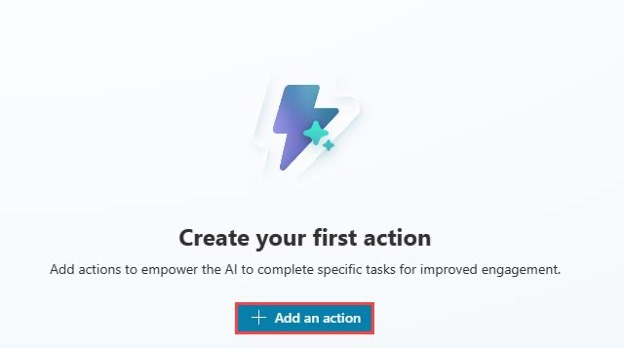 Create your first action
Add actions to empower the AI to complete specific tasks for improved engagement.
+ Add an action